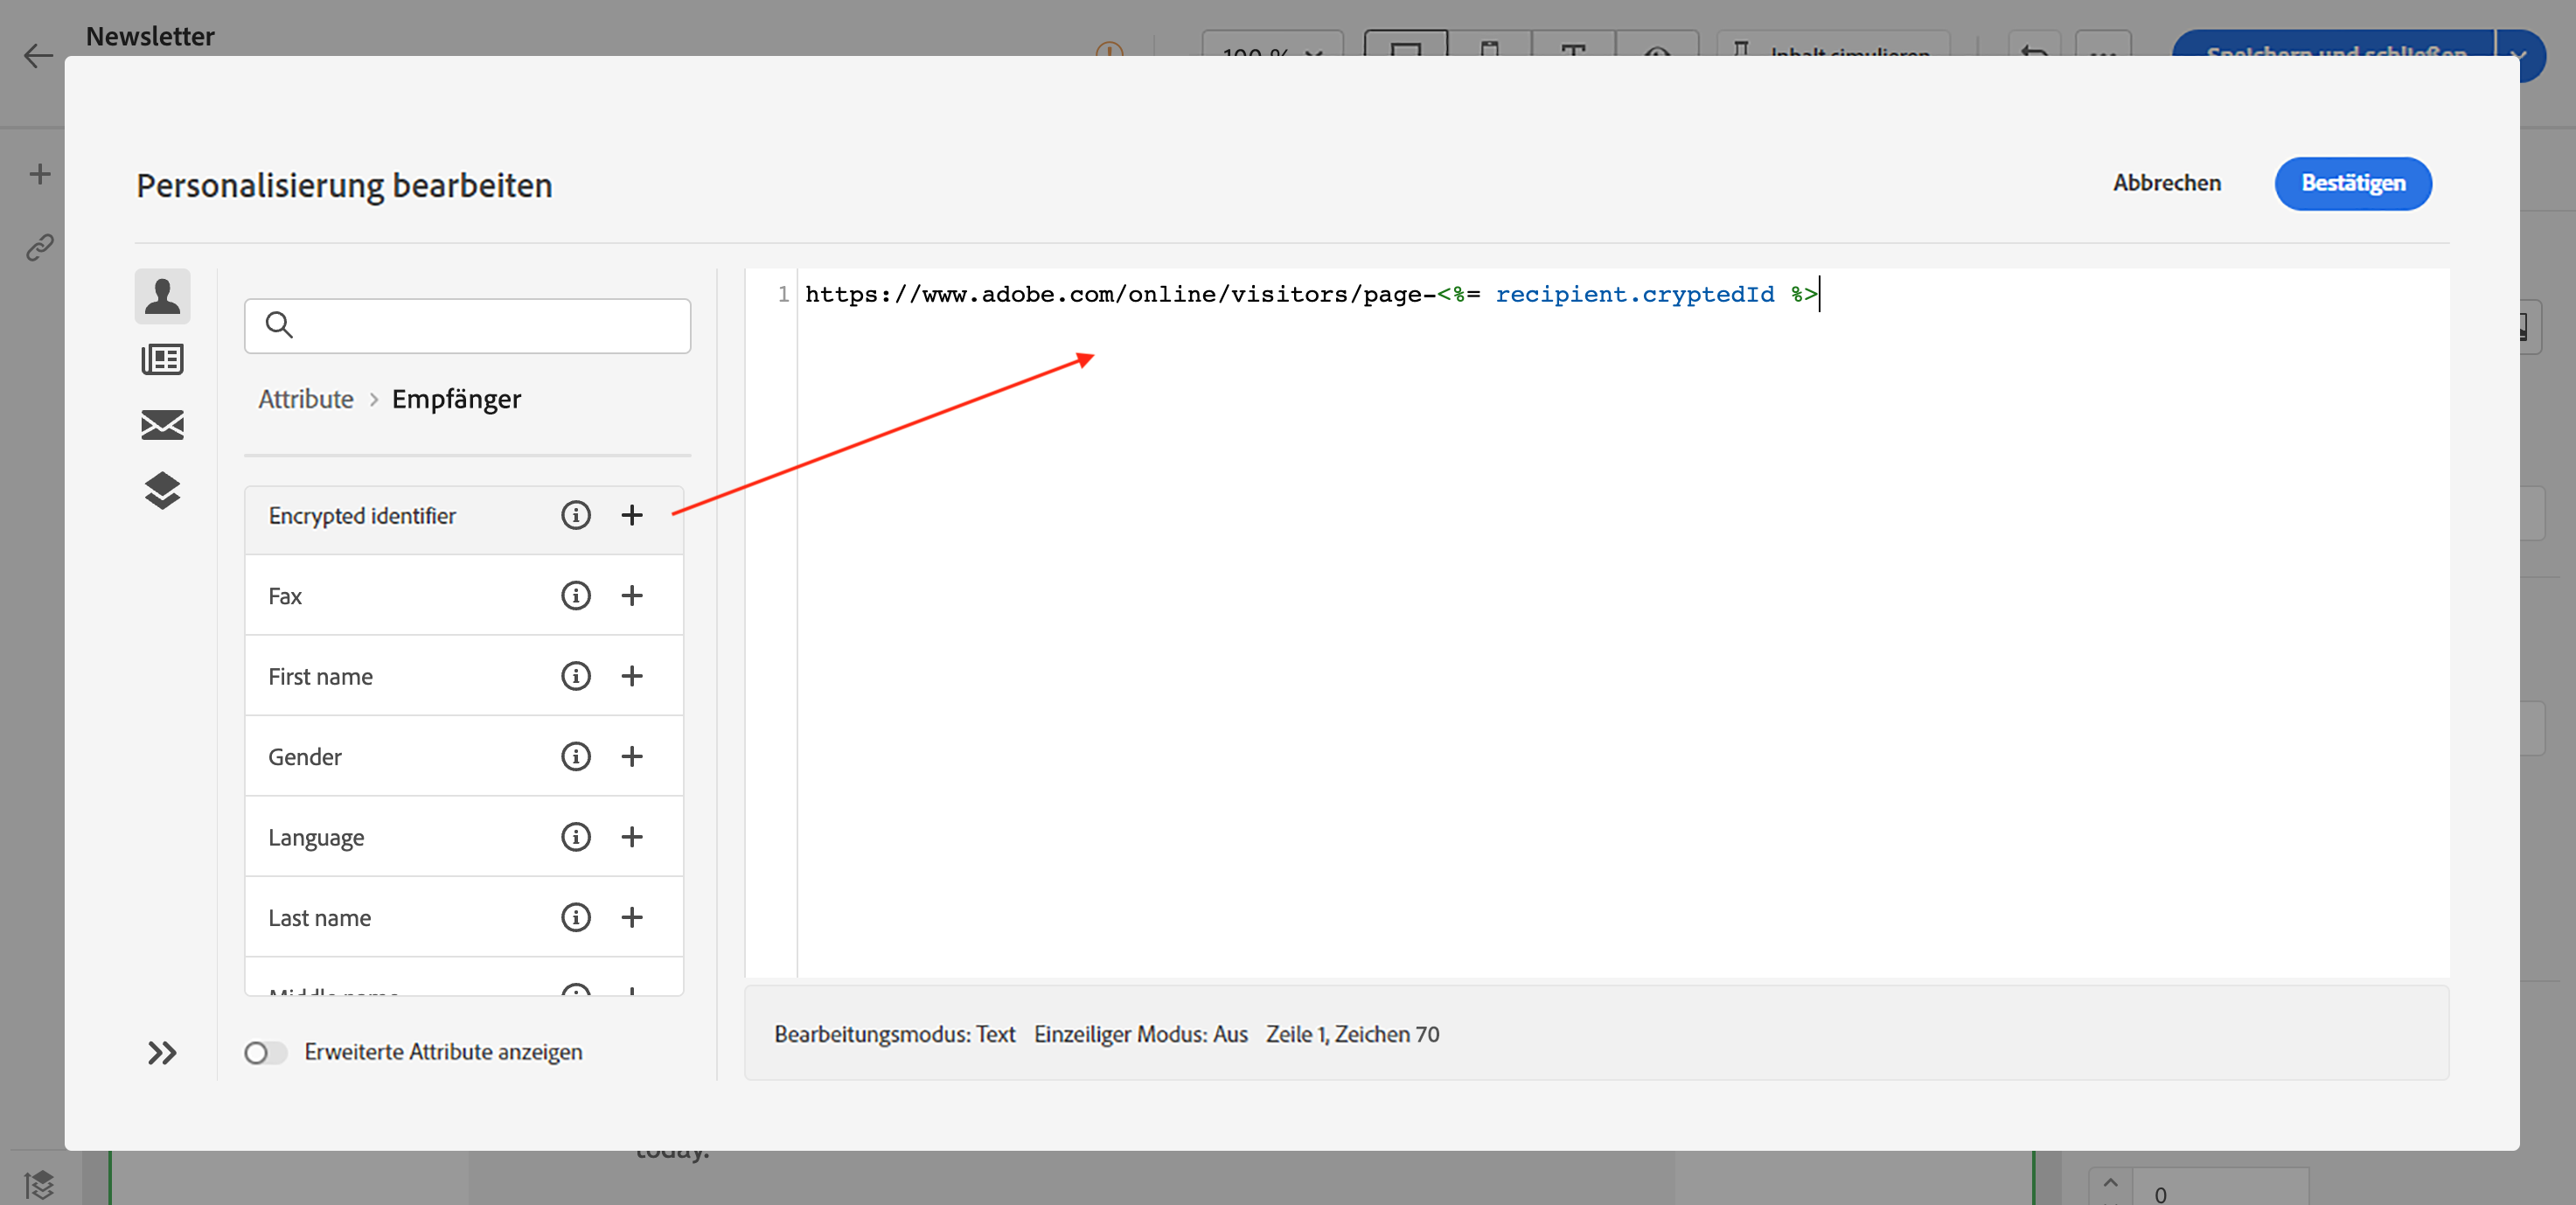 Newsletter
100 %
Inhalt simulieren
Speichern und schließen
Personalisierung bearbeiten
Abbrechen
Bestätigen
1 https://www.adobe.com/online/visitors/page-<%= recipient.cryptedId %>
Attribute > Empfänger
Encrypted identifier
Fax
First name
Gender
Language
Last name
Middle name
Erweiterte Attribute anzeigen
Bearbeitungsmodus: Text Einzeiliger Modus: Aus Zeile 1, Zeichen 70
today.
0